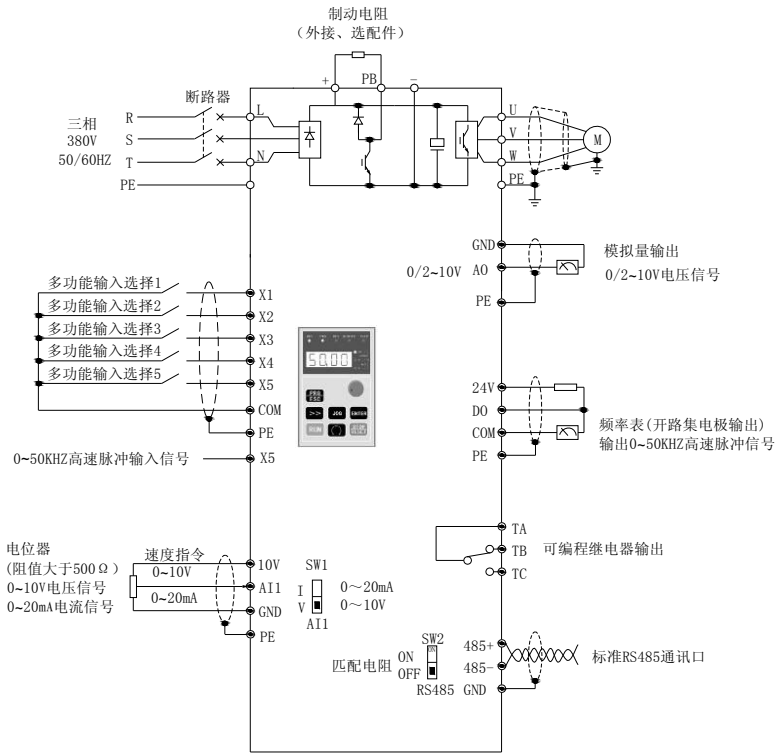 制动电阻
(外接、选配件)
+
PB
−
断路器
三相
380V
50/60HZ
R
S
T
PE
L
N
U
V
W
PE
M
GND
0/2~10V AO
PE
模拟量输出
0/2~10V电压信号
多功能输入选择1
X1
多功能输入选择2
X2
多功能输入选择3
X3
多功能输入选择4
X4
多功能输入选择5
X5
COM
PE
0~50KHZ高速脉冲输入信号
X5
50.00
PRG
ESC
>>
JOG
ENTER
RUN
24V
DO
COM
PE
频率表(开路集电极输出)
输出0~50KHZ高速脉冲信号
TA
TB
TC
可编程继电器输出
电位器
(阻值大于500Ω)
0~10V电压信号
0~20mA电流信号
速度指令
0~10V
0~20mA
10V
AI1
GND
PE
SW1
I
V
0～20mA
0～10V
AI1
匹配电阻
SW2
ON
ON
OFF
RS485
485+
485−
GND
标准RS485通讯口